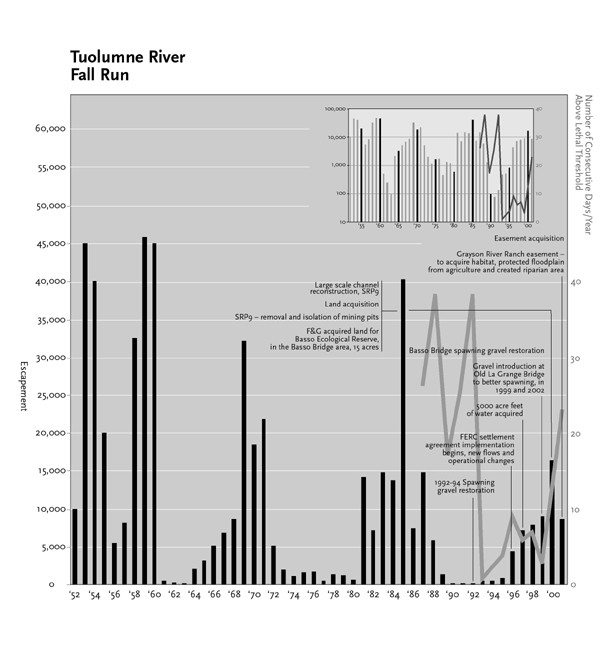 Tuolumne River
Fall Run
Number of Consecutive Days/Year
Above Lethal Threshold
Escapement
60,000
55,000
50,000
45,000
40,000
35,000
30,000
25,000
20,000
15,000
10,000
5,000
0
100,000
10,000
1,000
100
10
40
30
20
10
0
'55
'60
'65
'70
'75
'80
'85
'90
'95
'00
Easement acquisition
Grayson River Ranch easement –
to acquire habitat, protected floodplain
from agriculture and created riparian area
Large scale channel
reconstruction, SRP9
Land acquisition
SRP9 – removal and isolation of mining pits
F&G acquired land for
Basso Ecological Reserve,
in the Basso Bridge area, 15 acres
Basso Bridge spawning gravel restoration
Gravel introduction at
Old La Grange Bridge
to better spawning, in
1999 and 2002
5000 acre feet
of water acquired
FERC settlement
agreement implementation
begins, new flows and
operational changes
1992-94 Spawning
gravel restoration
40
30
20
10
0
'52
'54
'56
'58
'60
'62
'64
'66
'68
'70
'72
'74
'76
'78
'80
'82
'84
'86
'88
'90
'92
'94
'96
'98
'00